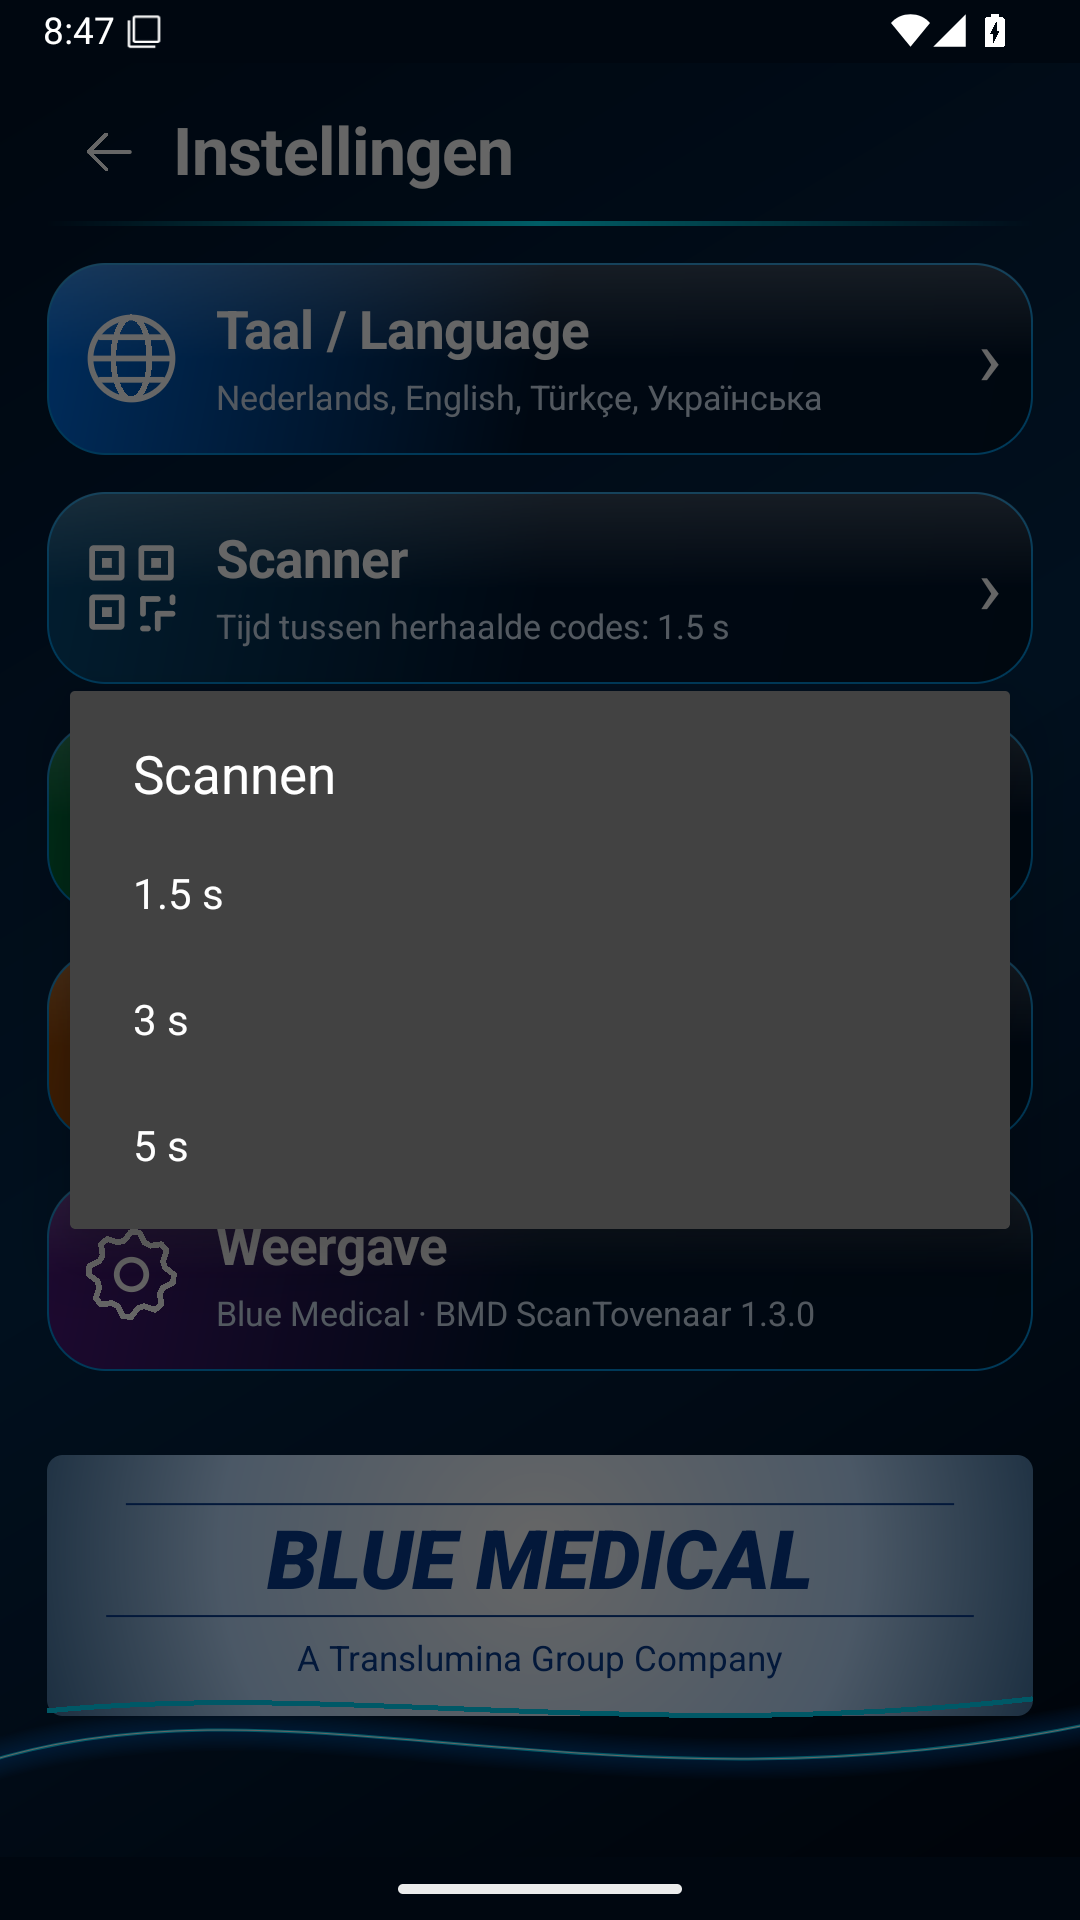 8:47
Instellingen
Taal / Language
Nederlands, English, Türkçe, Українська
Scanner
Tijd tussen herhaalde codes: 1.5 s
Scannen
1.5 s
3 s
5 s
Weergave
Blue Medical · BMD ScanTovenaar 1.3.0
BLUE MEDICAL
A Translumina Group Company